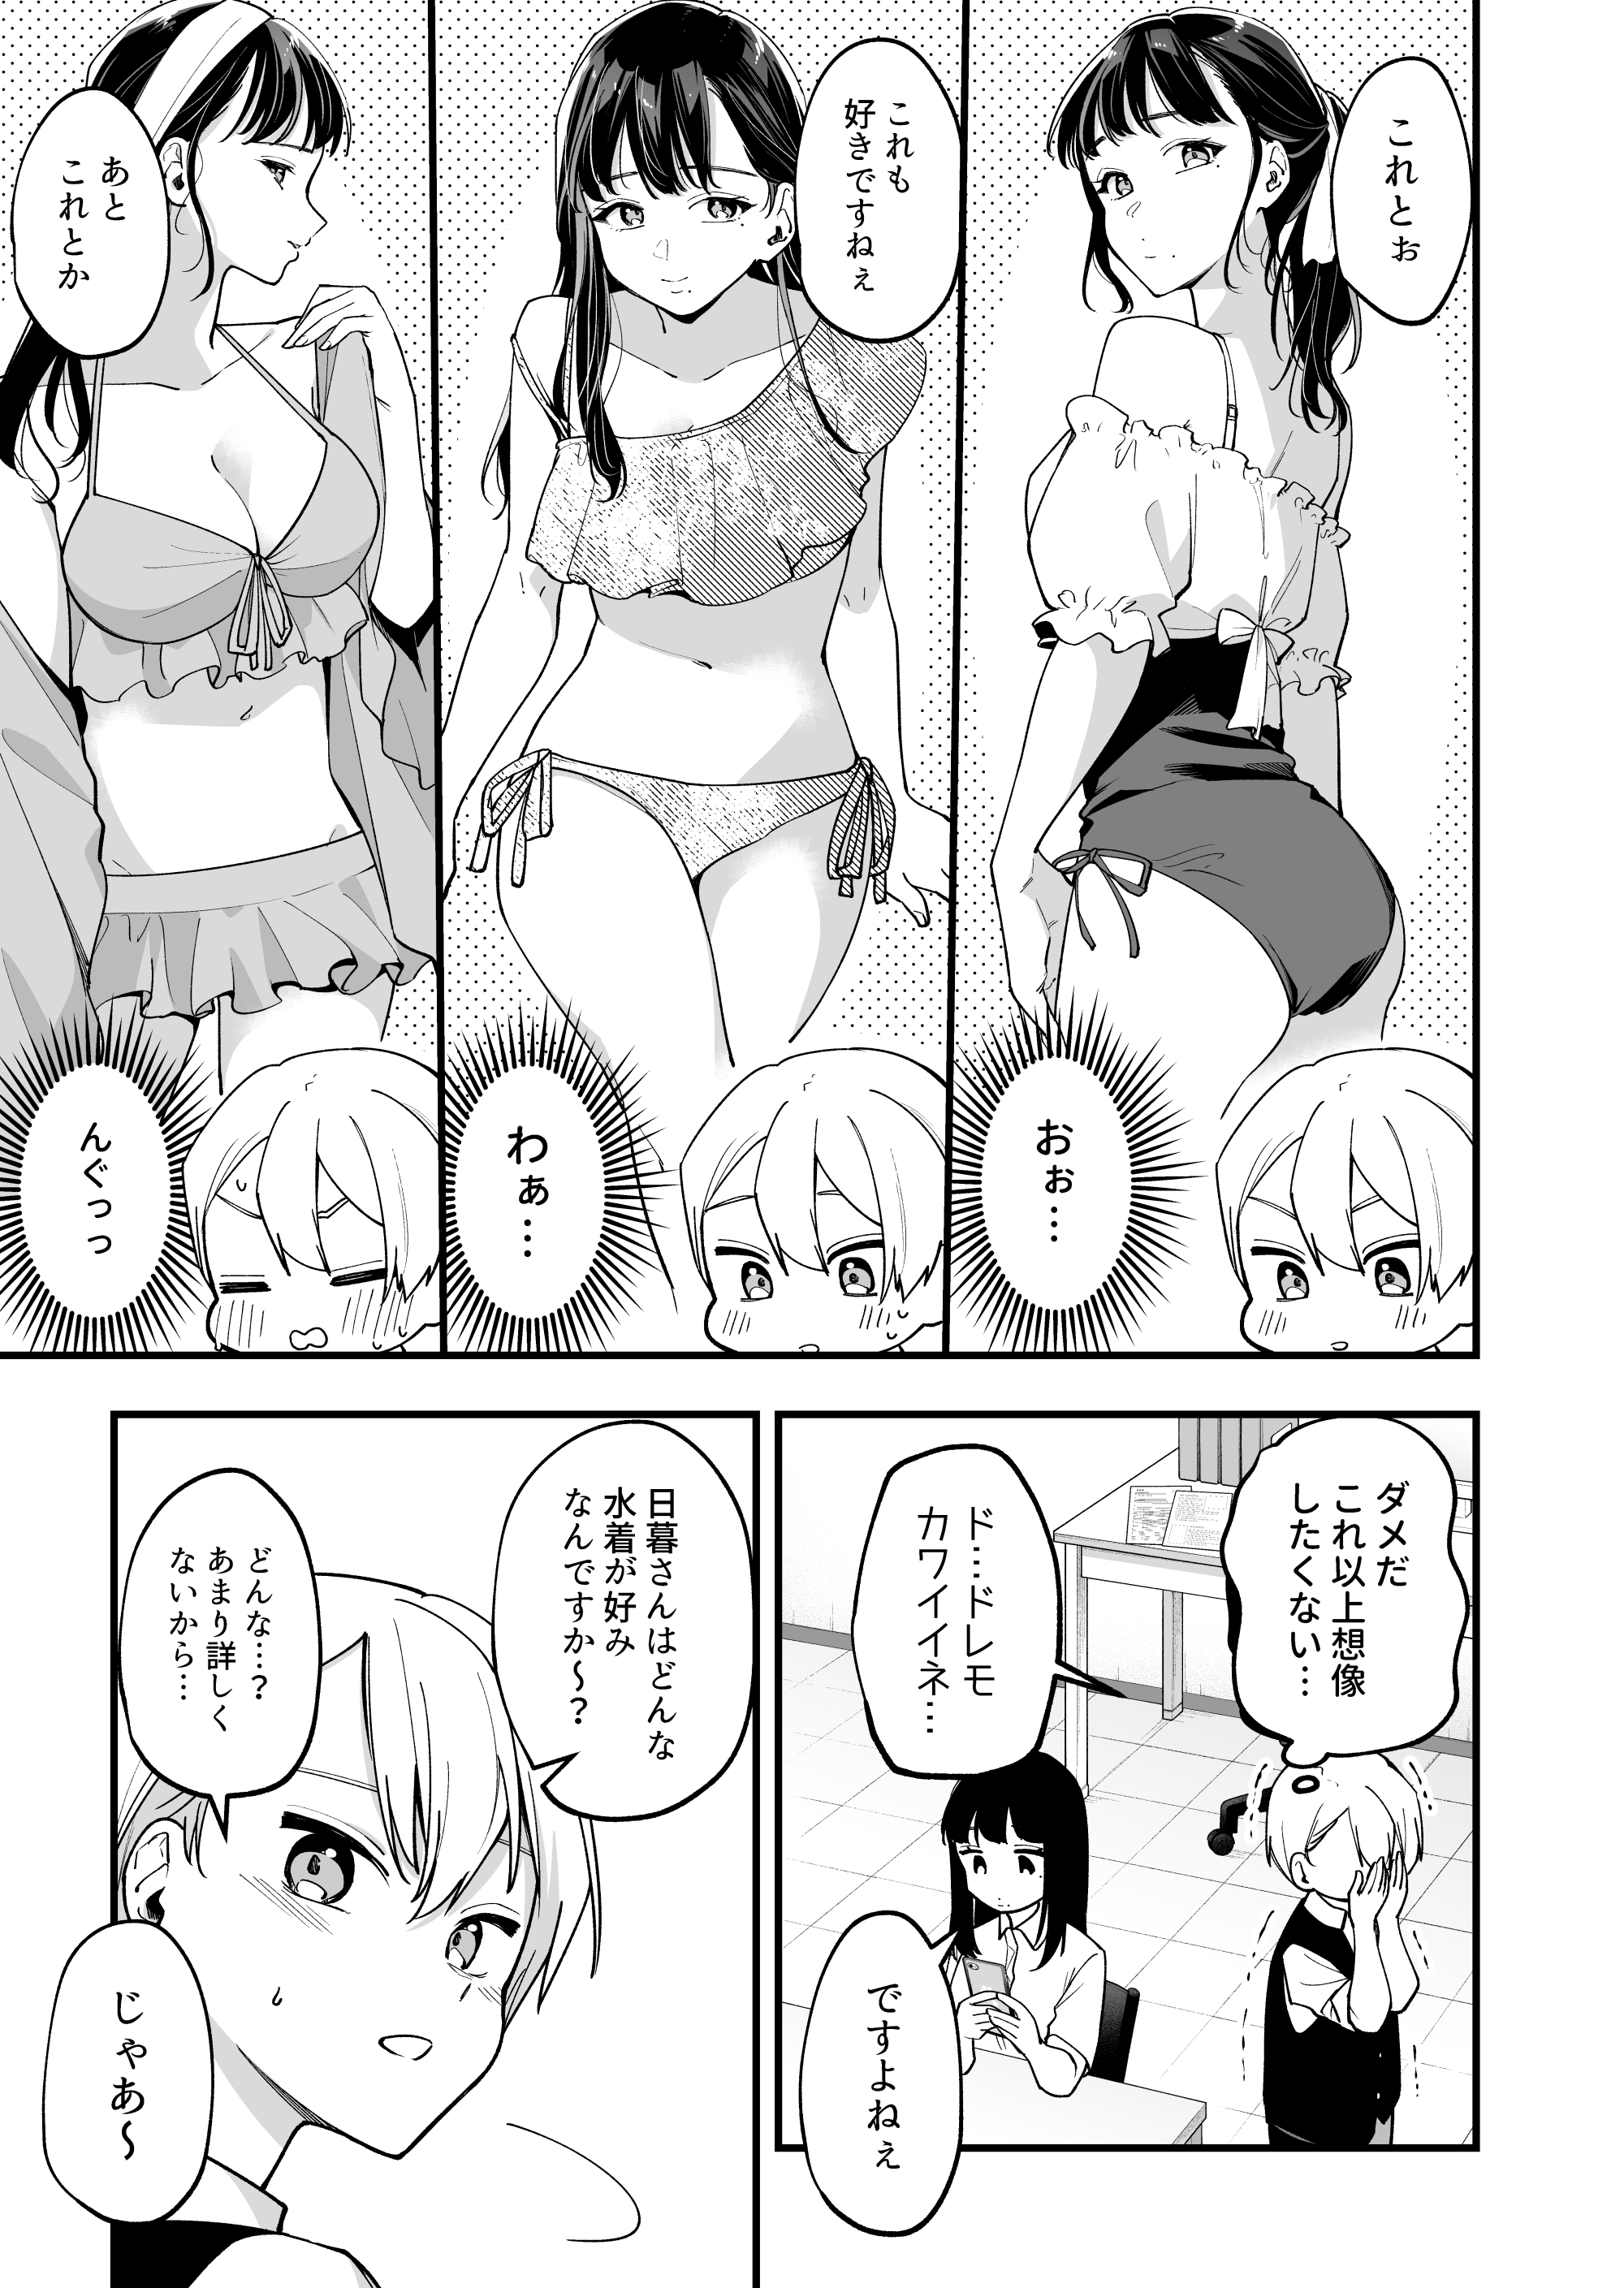 これとぉ
おぉ…
これも
好きですねぇ
わぁ…
あと
これとか
んぐっっ
ダメだ
これ以上想像
したくない…
ド…ドレモ
カワイイネ…
ですよねぇ
日暮さんはどんな
水着が好み
なんですか〜?
どんな…?
あまり詳しく
ないから…
じゃあ〜